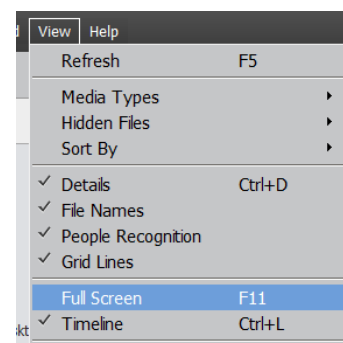 View Help
Refresh F5
Media Types
Hidden Files
Sort By
Details Ctrl+D
File Names
People Recognition
Grid Lines
Full Screen F11
Timeline Ctrl+L